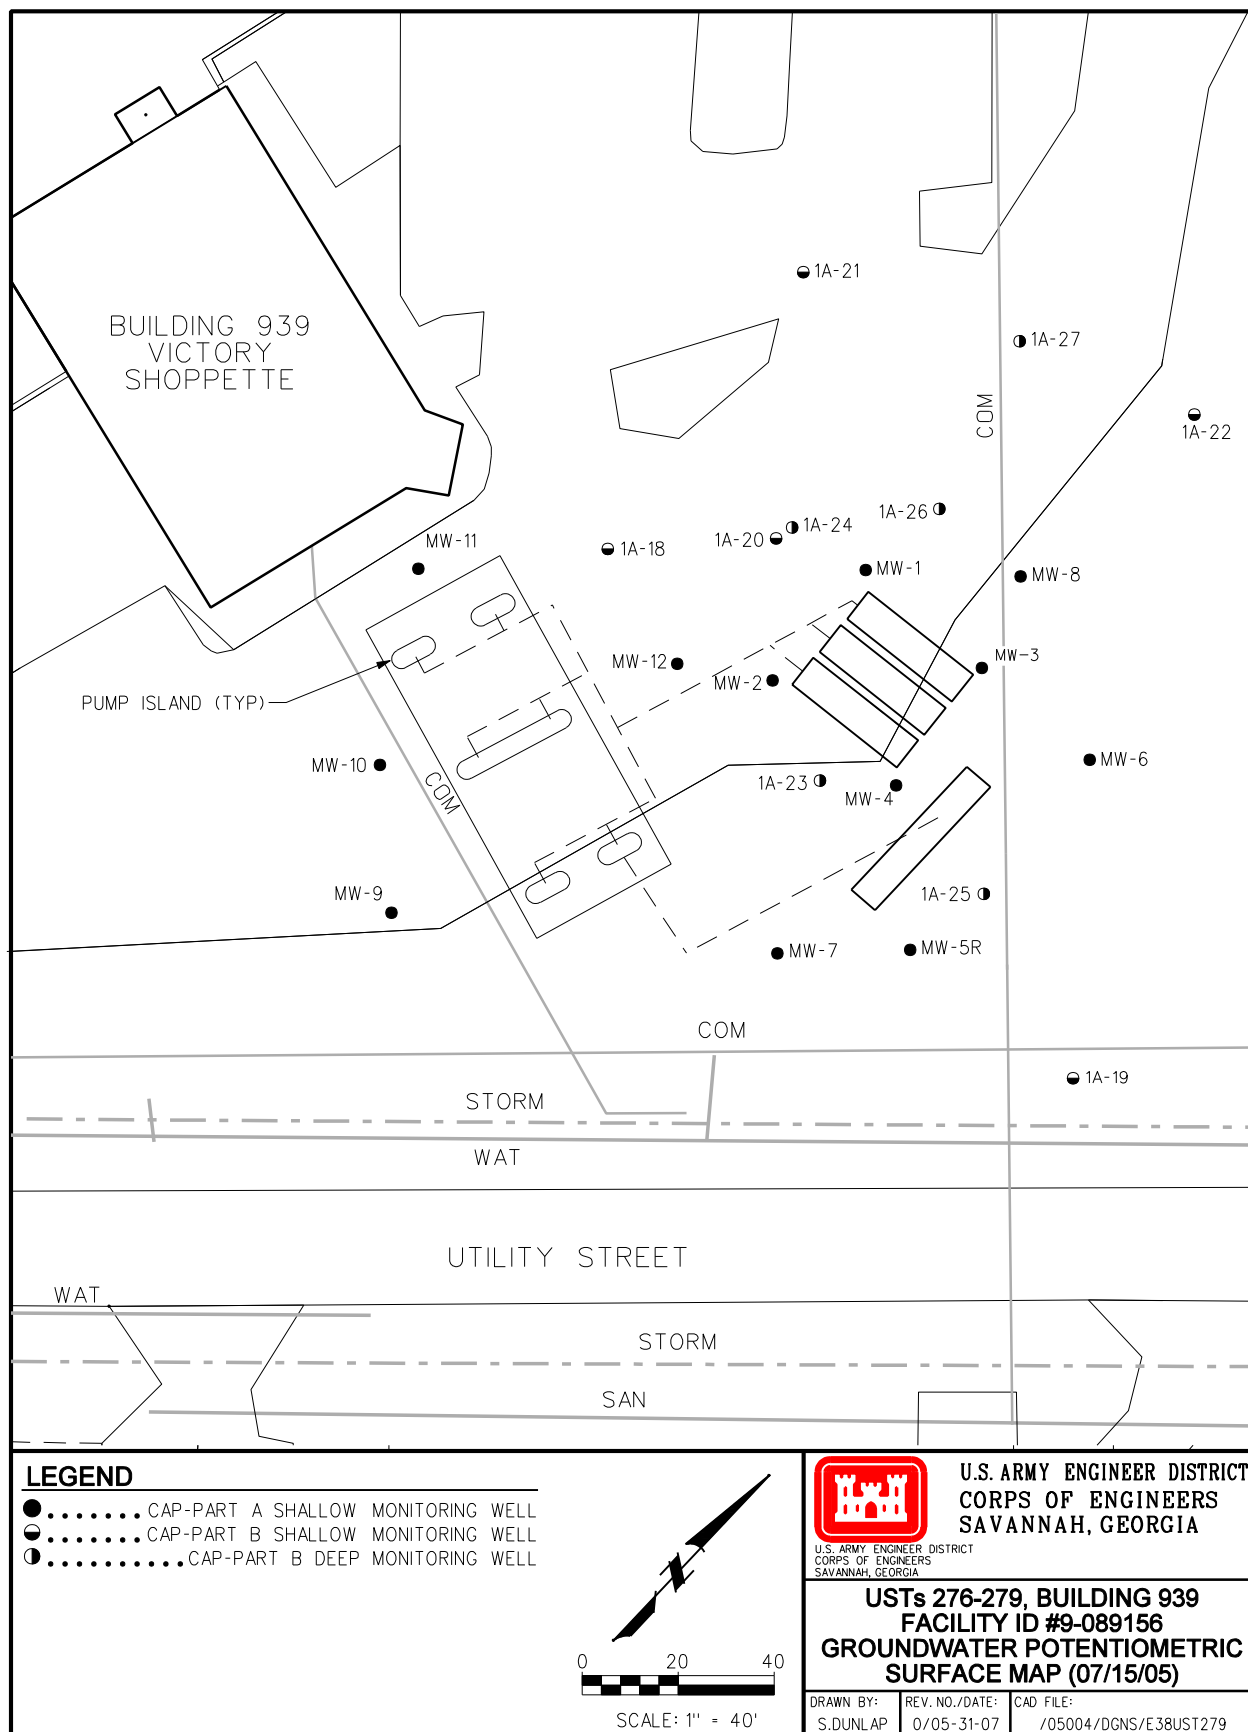 1A-21
1A-27
BUILDING 939
VICTORY
SHOPPETTE
COM
1A-22
1A-26
1A-24
1A-20
1A-18
MW-11
MW-1
MW-8
MW-3
MW-12
MW-2
PUMP ISLAND (TYP)
MW-10
COM
1A-23
MW-4
MW-6
MW-9
1A-25
MW-7
MW-5R
COM
1A-19
STORM
WAT
UTILITY STREET
WAT
STORM
SAN
LEGEND
....... CAP-PART A SHALLOW MONITORING WELL
....... CAP-PART B SHALLOW MONITORING WELL
.......... CAP-PART B DEEP MONITORING WELL
N
0 20 40
SCALE: 1" = 40'
U.S. ARMY ENGINEER DISTRICT
CORPS OF ENGINEERS
SAVANNAH, GEORGIA
U.S. ARMY ENGINEER DISTRICT
CORPS OF ENGINEERS
SAVANNAH, GEORGIA
USTs 276-279, BUILDING 939
FACILITY ID #9-089156
GROUNDWATER POTENTIOMETRIC
SURFACE MAP (07/15/05)
DRAWN BY:
S.DUNLAP
REV. NO./DATE:
0/05-31-07
CAD FILE:
/05004/DGNS/E38UST279